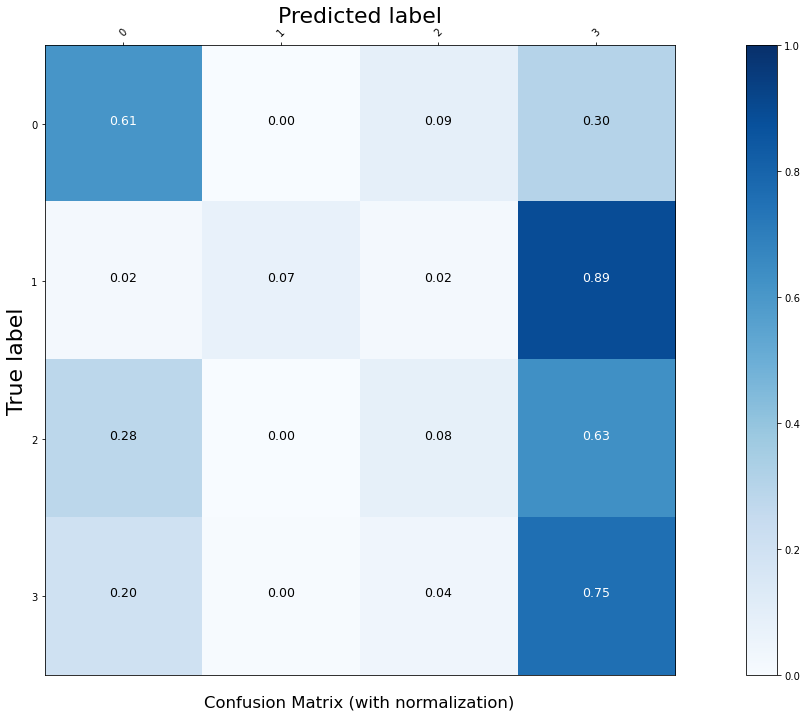 Predicted label
0 1 2 3
1.0
0 0.61 0.00 0.09 0.30
0.8
1 0.02 0.07 0.02 0.89
0.6
True label
0.4
2 0.28 0.00 0.08 0.63
0.2
3 0.20 0.00 0.04 0.75
0.0
Confusion Matrix (with normalization)